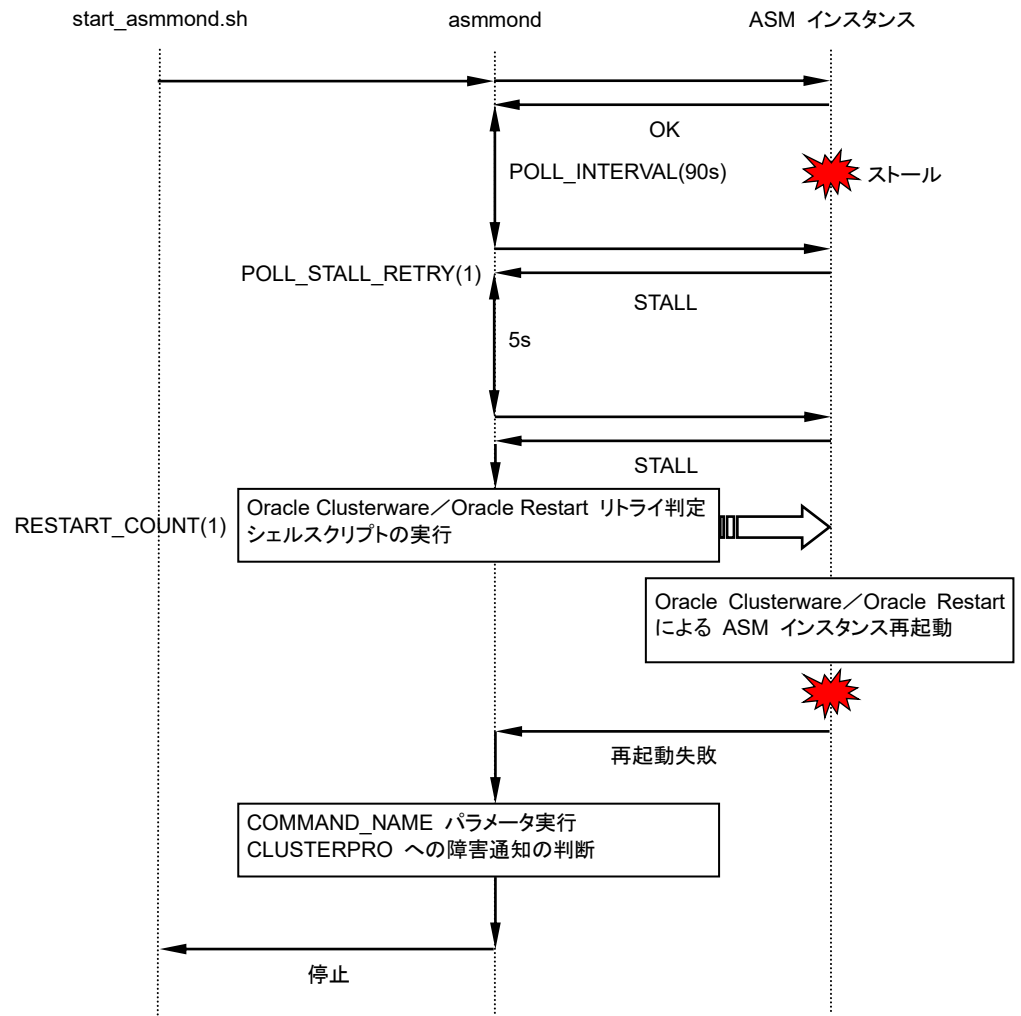 start_asmmond.sh
asmmond
ASM インスタンス
OK
POLL_INTERVAL(90s)
ストール
POLL_STALL_RETRY(1)
STALL
5s
STALL
RESTART_COUNT(1)
Oracle Clusterware／Oracle Restart リトライ判定
シェルスクリプトの実行
Oracle Clusterware／Oracle Restart
による ASM インスタンス再起動
再起動失敗
COMMAND_NAME パラメータ実行
CLUSTERPRO への障害通知の判断
停止